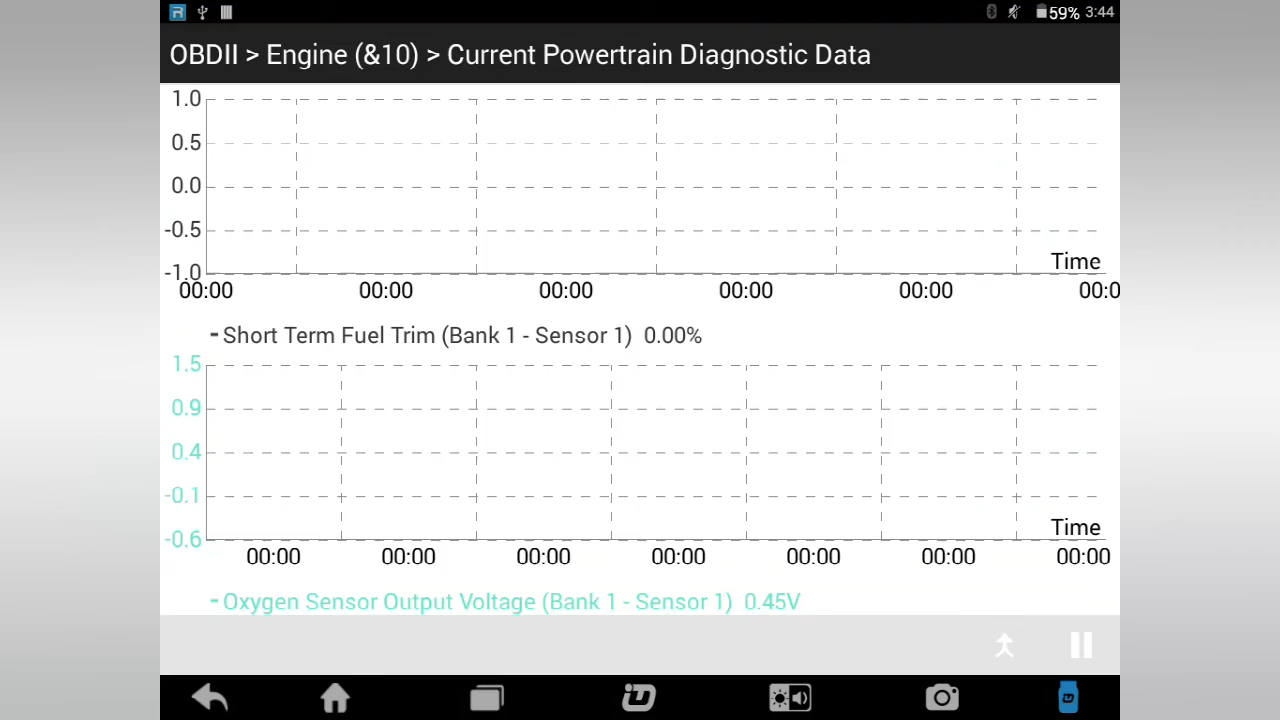 59% 3:44
OBDII > Engine (&10) > Current Powertrain Diagnostic Data
1.0
0.5
0.0
-0.5
-1.0
Time
00:00 00:00 00:00 00:00 00:00 00:0
-Short Term Fuel Trim (Bank 1 - Sensor 1) 0.00%
1.5
0.9
0.4
-0.1
-0.6
Time
00:00 00:00 00:00 00:00 00:00 00:00 00:00
-Oxygen Sensor Output Voltage (Bank 1 - Sensor 1) 0.45V